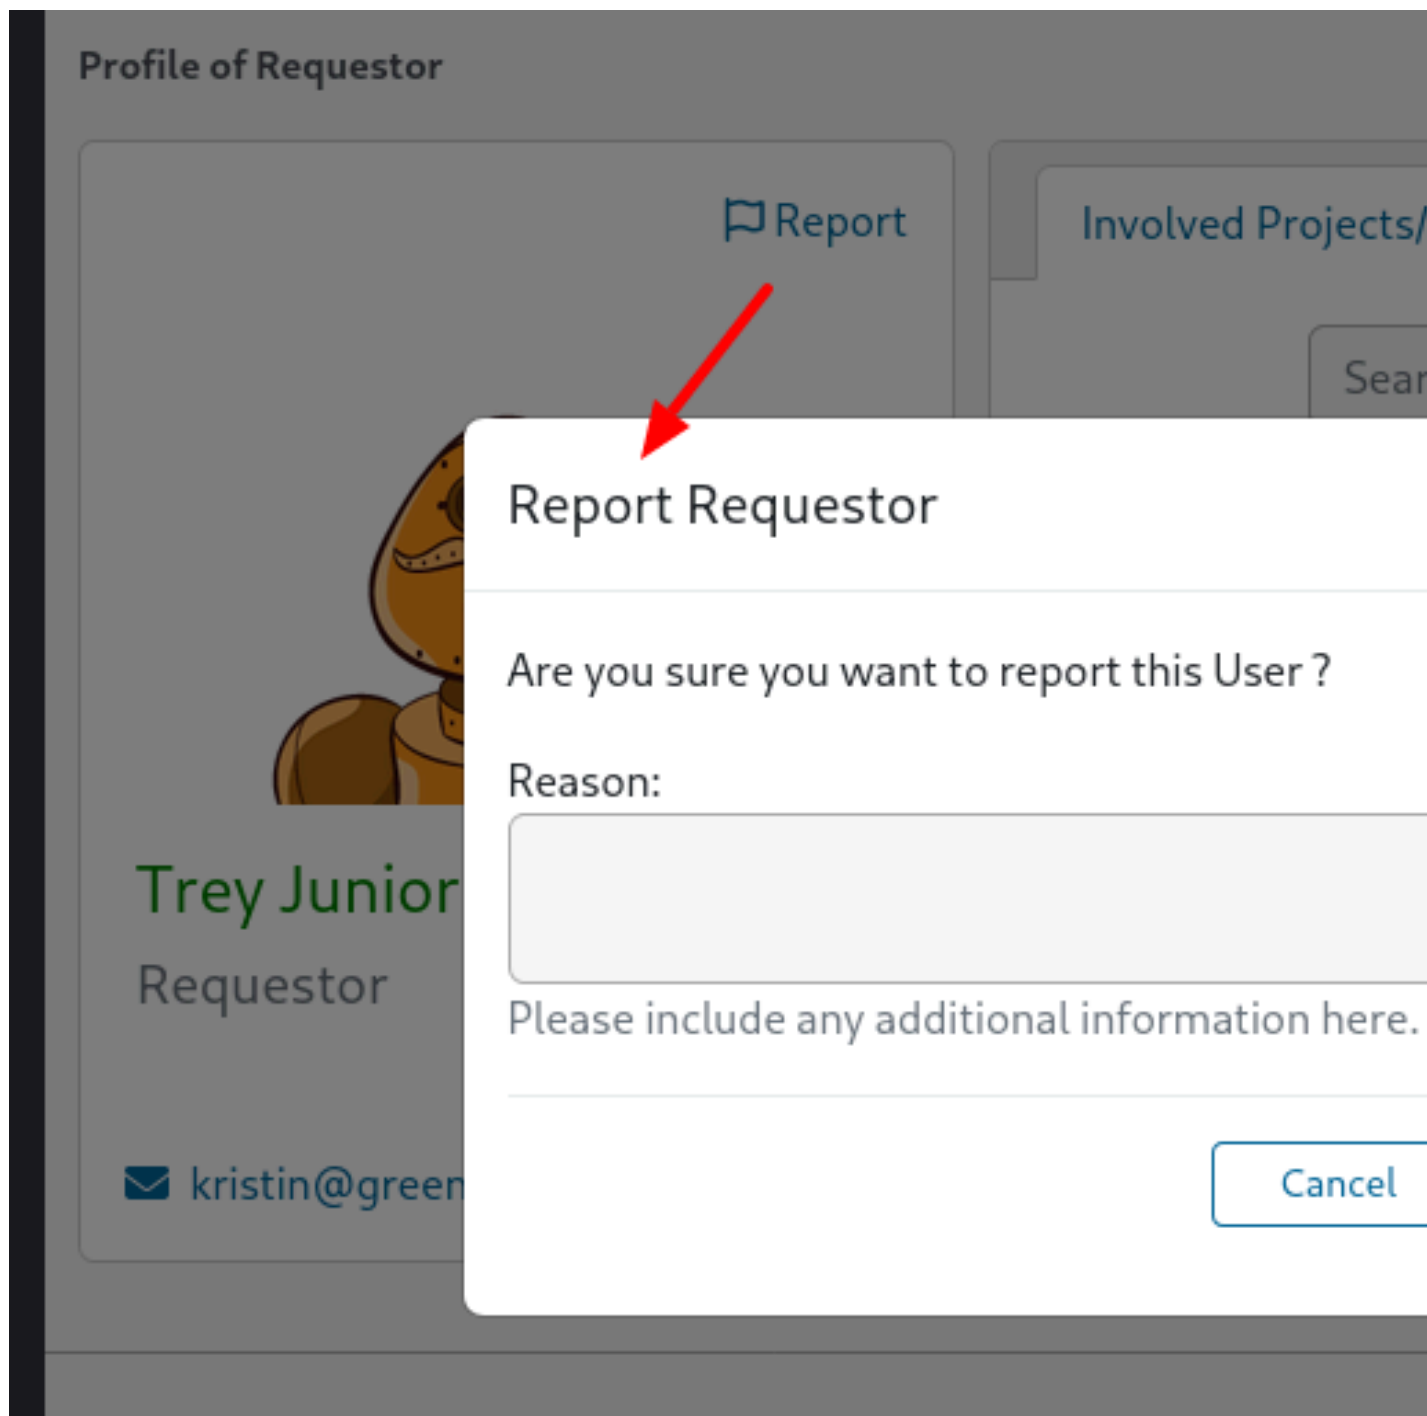 Profile of Requestor
Report
Involved Projects/
Report Requestor
Are you sure you want to report this User ?
Reason:
Please include any additional information here.
Trey Junior
Requestor
kristin@green
Cancel